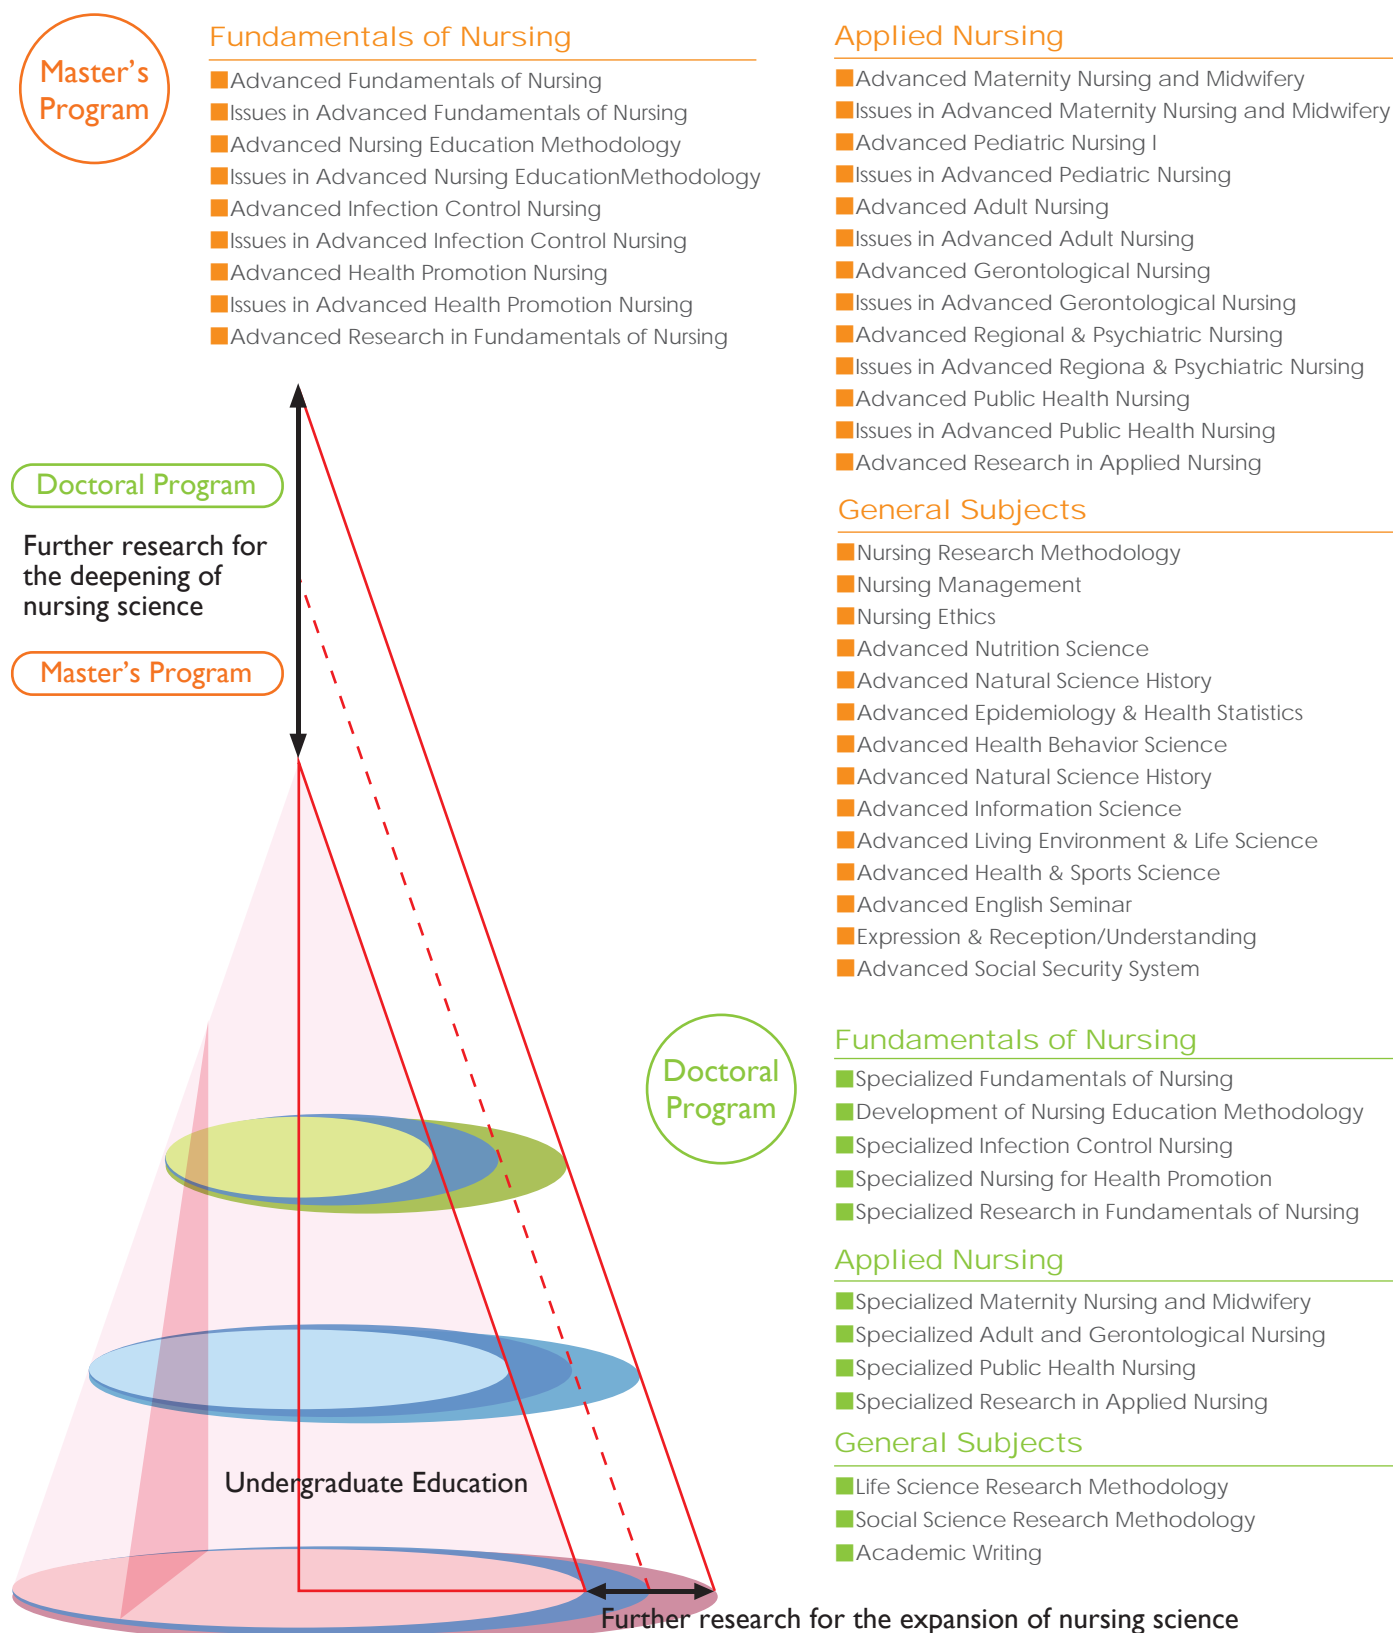 Master's
Program
Fundamentals of Nursing
Advanced Fundamentals of Nursing
Issues in Advanced Fundamentals of Nursing
Advanced Nursing Education Methodology
Issues in Advanced Nursing EducationMethodology
Advanced Infection Control Nursing
Issues in Advanced Infection Control Nursing
Advanced Health Promotion Nursing
Issues in Advanced Health Promotion Nursing
Advanced Research in Fundamentals of Nursing
Applied Nursing
Advanced Maternity Nursing and Midwifery
Issues in Advanced Maternity Nursing and Midwifery
Advanced Pediatric Nursing I
Issues in Advanced Pediatric Nursing
Advanced Adult Nursing
Issues in Advanced Adult Nursing
Advanced Gerontological Nursing
Issues in Advanced Gerontological Nursing
Advanced Regional & Psychiatric Nursing
Issues in Advanced Regiona & Psychiatric Nursing
Advanced Public Health Nursing
Issues in Advanced Public Health Nursing
Advanced Research in Applied Nursing
General Subjects
Nursing Research Methodology
Nursing Management
Nursing Ethics
Advanced Nutrition Science
Advanced Natural Science History
Advanced Epidemiology & Health Statistics
Advanced Health Behavior Science
Advanced Natural Science History
Advanced Information Science
Advanced Living Environment & Life Science
Advanced Health & Sports Science
Advanced English Seminar
Expression & Reception/Understanding
Advanced Social Security System
Doctoral Program
Further research for
the deepening of
nursing science
Master's Program
Undergraduate Education
Further research for the expansion of nursing science
Doctoral
Program
Fundamentals of Nursing
Specialized Fundamentals of Nursing
Development of Nursing Education Methodology
Specialized Infection Control Nursing
Specialized Nursing for Health Promotion
Specialized Research in Fundamentals of Nursing
Applied Nursing
Specialized Maternity Nursing and Midwifery
Specialized Adult and Gerontological Nursing
Specialized Public Health Nursing
Specialized Research in Applied Nursing
General Subjects
Life Science Research Methodology
Social Science Research Methodology
Academic Writing